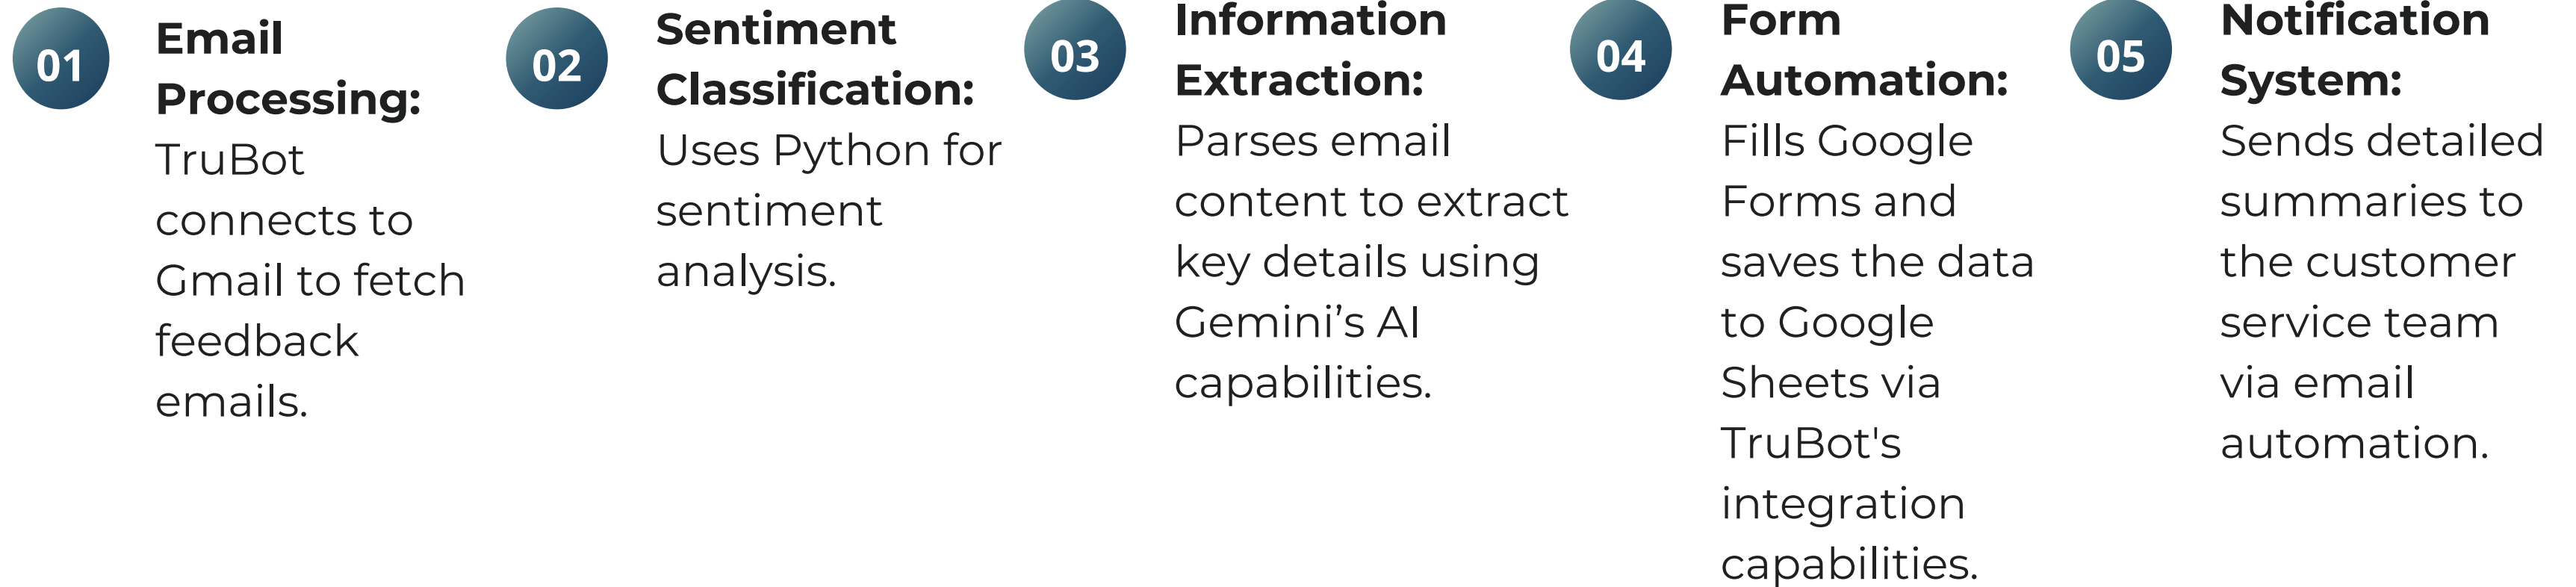 01
Email
Processing:
TruBot
connects to
Gmail to fetch
feedback
emails.
02
Sentiment
Classification:
Uses Python for
sentiment
analysis.
03
Information
Extraction:
Parses email
content to extract
key details using
Gemini’s AI
capabilities.
04
Form
Automation:
Fills Google
Forms and
saves the data
to Google
Sheets via
TruBot's
integration
capabilities.
05
Notification
System:
Sends detailed
summaries to
the customer
service team
via email
automation.